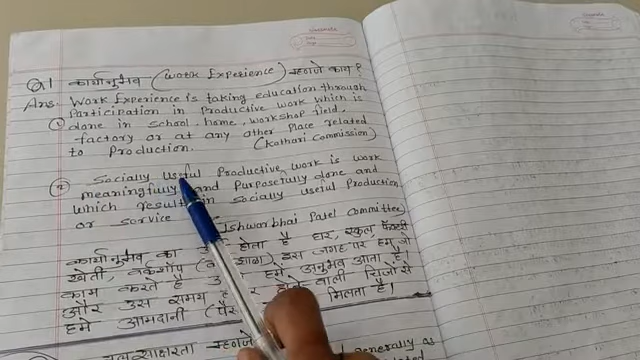 Q.1 कार्यानुभव (Work Experience) म्हणजे काय?
Ans. Work Experience is taking education through
① Participation in Productive work which is
done in school, home, workshop field,
factory or at any other Place related
to Production. (Kothari Commission)
② Socially useful Productive work is work
meaningfully and Purposefully done and
which result in socially useful Production
or service Ishwarbhai Patel Committee)
कार्यानुभव का होता है घर, स्कुल, फॅक्टरी
खेती, वर्कशॉप इस जगह पर हम जो
काम करते है हमे अनुभव आता है।
और उस समय वाली चिजो से
हमे आमदानी मिलता है।
generally as